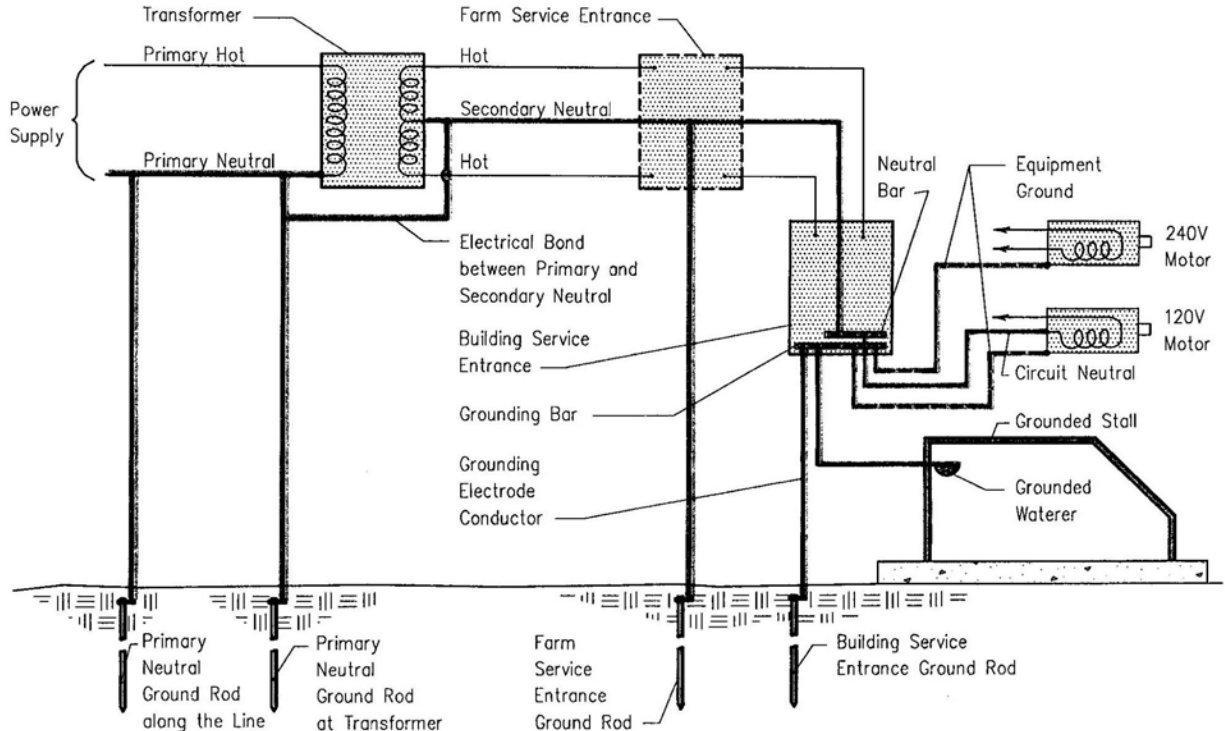 Transformer
Farm Service Entrance
Primary Hot
Hot
Power
Supply
Secondary Neutral
Primary Neutral
Hot
Neutral
Bar
Equipment
Ground
240V
Motor
Electrical Bond
between Primary and
Secondary Neutral
120V
Motor
Building Service
Entrance
Circuit Neutral
Grounding Bar
Grounded Stall
Grounding
Electrode
Conductor
Grounded
Waterer
Primary
Neutral
Ground Rod
along the Line
Primary
Neutral
Ground Rod
at Transformer
Farm
Service
Entrance
Ground Rod
Building Service
Entrance Ground Rod